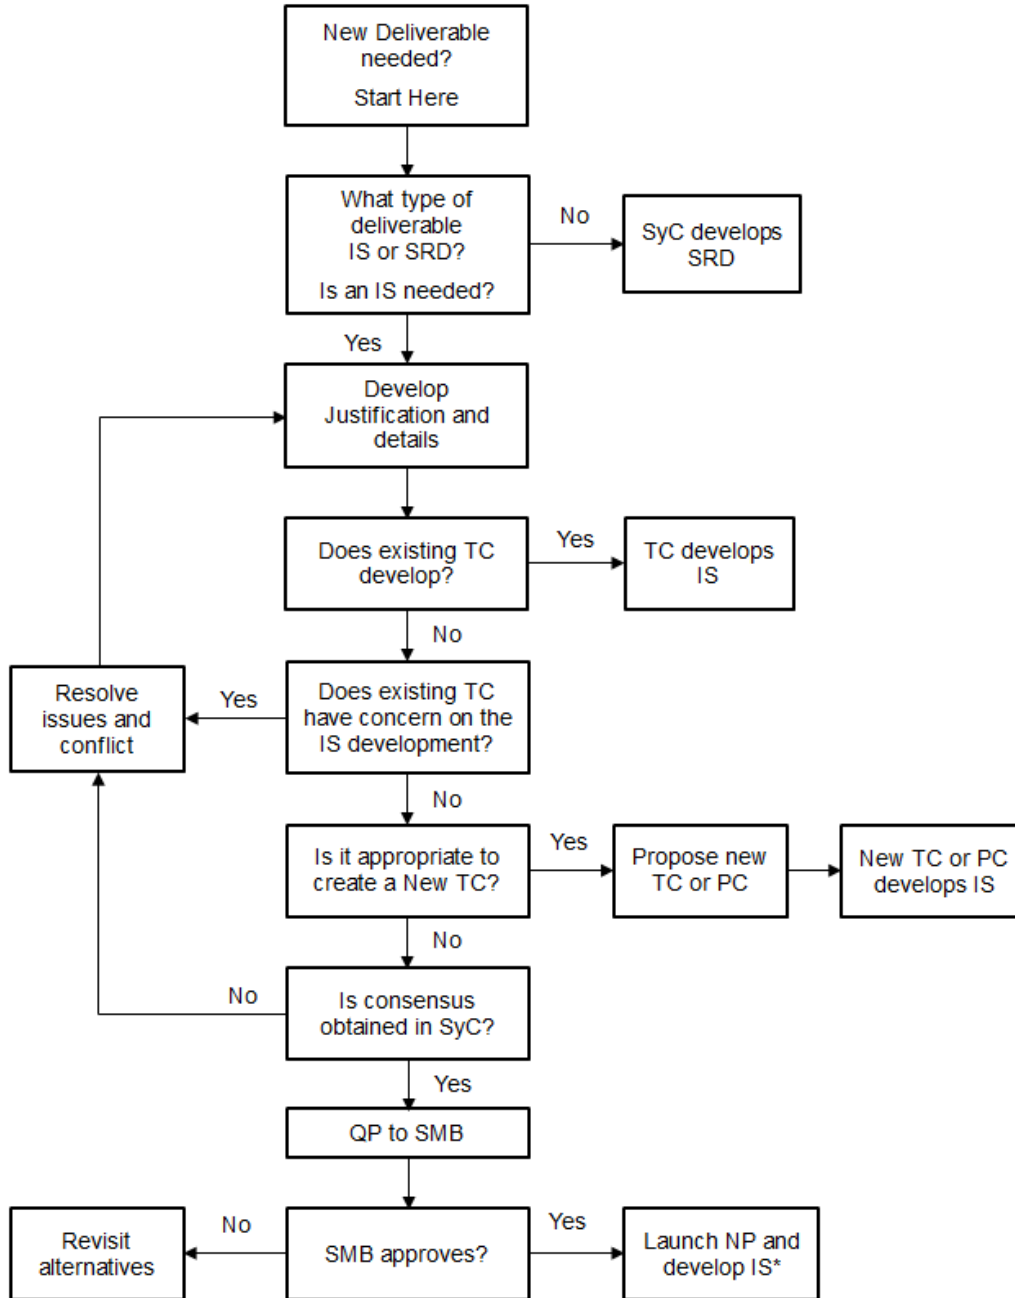 New Deliverable
needed?
Start Here
What type of
deliverable
IS or SRD?
Is an IS needed?
No
SyC develops
SRD
Yes
Develop
Justification and
details
Does existing TC
develop?
Yes
TC develops
IS
No
Resolve
issues and
conflict
Yes
Does existing TC
have concern on the
IS development?
No
Is it appropriate to
create a New TC?
Yes
Propose new
TC or PC
New TC or PC
develops IS
No
No
Is consensus
obtained in SyC?
Yes
QP to SMB
Revisit
alternatives
No
SMB approves?
Yes
Launch NP and
develop IS*